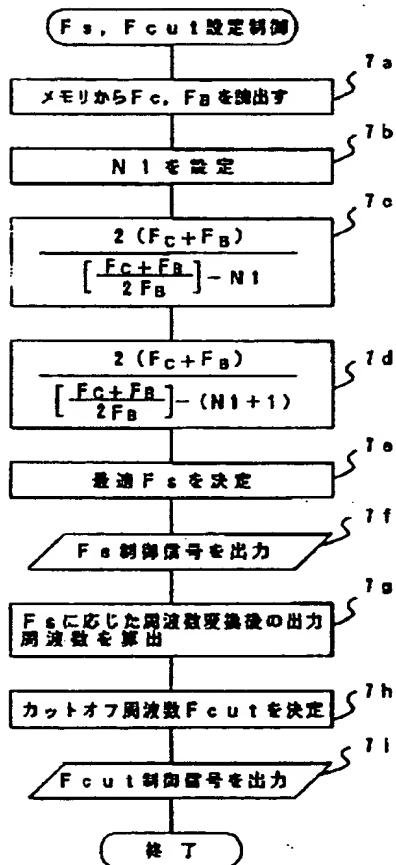 Fs, Fcut設定制御
7a
メモリからFc, FBを読出す
7b
N1を設定
7c
2 (FC+FB)
[FC+FB
2FB]-N1
7d
2 (FC+FB)
[FC+FB
2FB]-(N1+1)
7e
最適Fsを決定
7f
Fs制御信号を出力
7g
Fsに応じた周波数変換後の出力
周波数を算出
7h
カットオフ周波数Fcutを決定
7i
Fcut制御信号を出力
終了